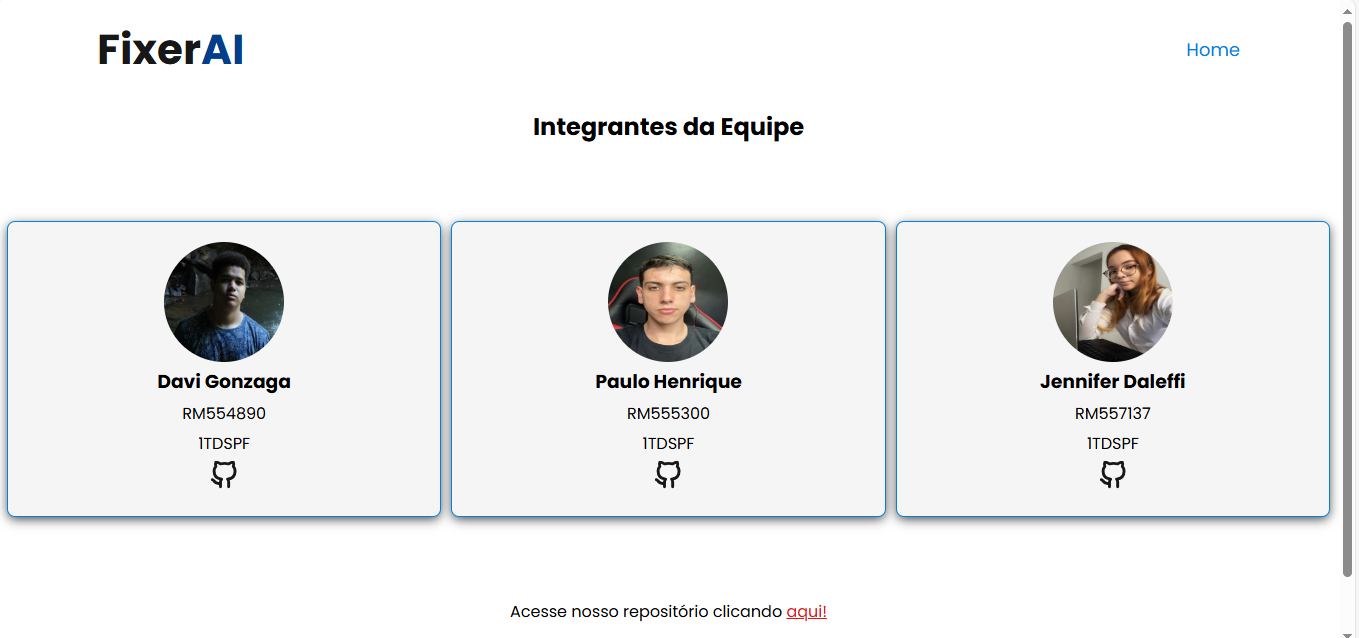 FixerAI
Home
Integrantes da Equipe
Davi Gonzaga
RM554890
1TDSPF
Paulo Henrique
RM555300
1TDSPF
Jennifer Daleffi
RM557137
1TDSPF
Acesse nosso repositório clicando aqui!